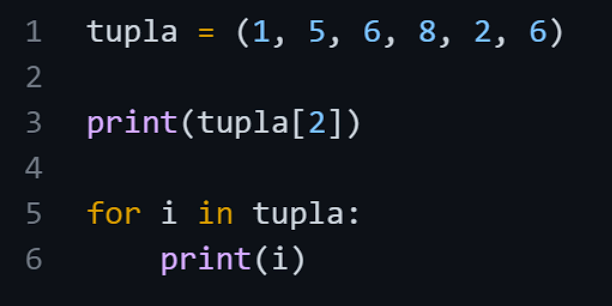 1 tupla = (1, 5, 6, 8, 2, 6)
2
3 print(tupla[2])
4
5 for i in tupla:
6     print(i)